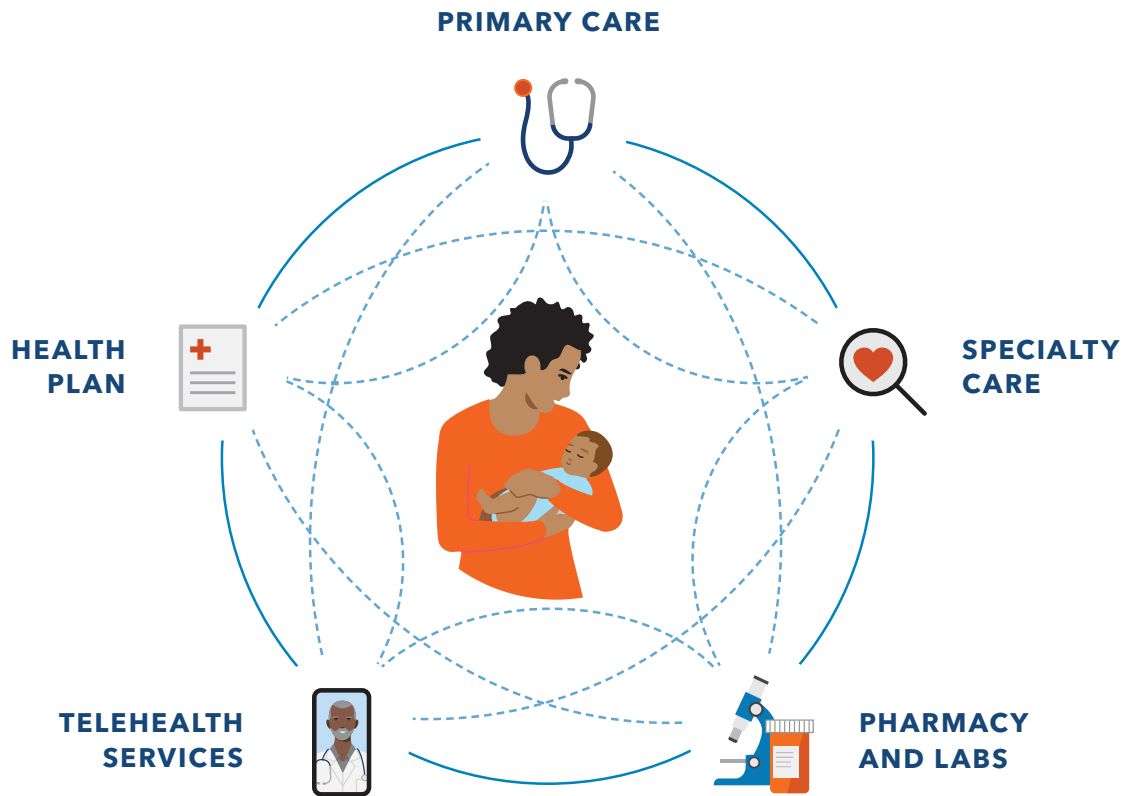 PRIMARY CARE
HEALTH
PLAN
SPECIALTY
CARE
TELEHEALTH
SERVICES
PHARMACY
AND LABS